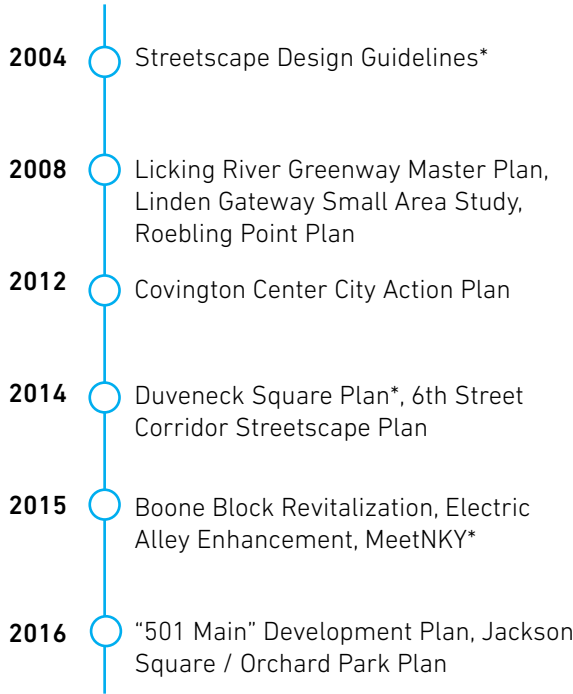 2004 Streetscape Design Guidelines*
2008 Licking River Greenway Master Plan,
Linden Gateway Small Area Study,
Roebling Point Plan
2012 Covington Center City Action Plan
2014 Duveneck Square Plan*, 6th Street
Corridor Streetscape Plan
2015 Boone Block Revitalization, Electric
Alley Enhancement, MeetNKY*
2016 “501 Main” Development Plan, Jackson
Square / Orchard Park Plan